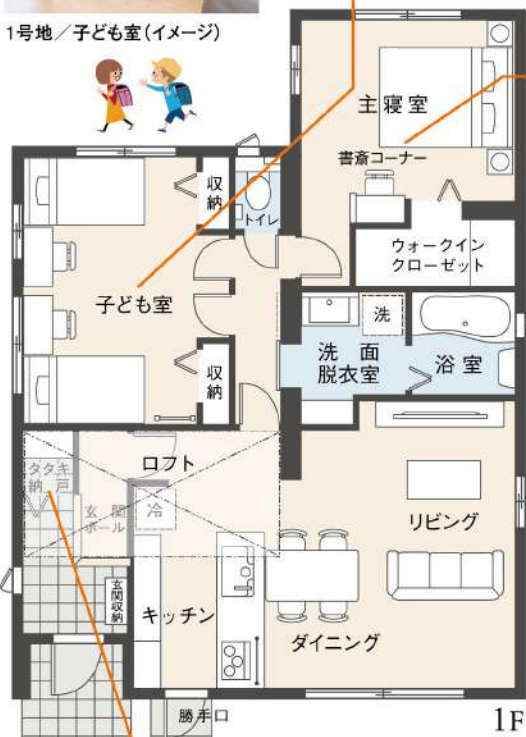 1号地／子ども室(イメージ)
主寝室
書斎コーナー
収納
トイレ
ウォークイン
クローゼット
子ども室
洗
洗面
脱衣室
浴室
収納
ロフト
タタキ
納戸
玄関
ホール
冷
リビング
玄関収納
キッチン
ダイニング
勝手口
1F